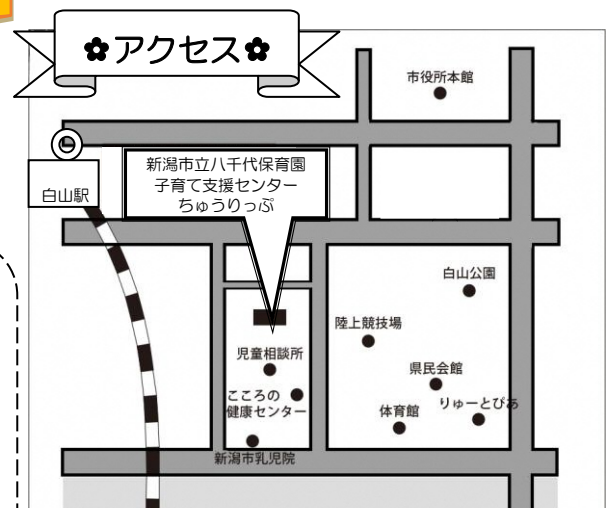 ✿アクセス✿
市役所本館
新潟市立八千代保育園
子育て支援センター
ちゅうりっぷ
白山駅
白山公園
陸上競技場
児童相談所
県民会館
こころの
健康センター
りゅーとぴあ
体育館
新潟市乳児院